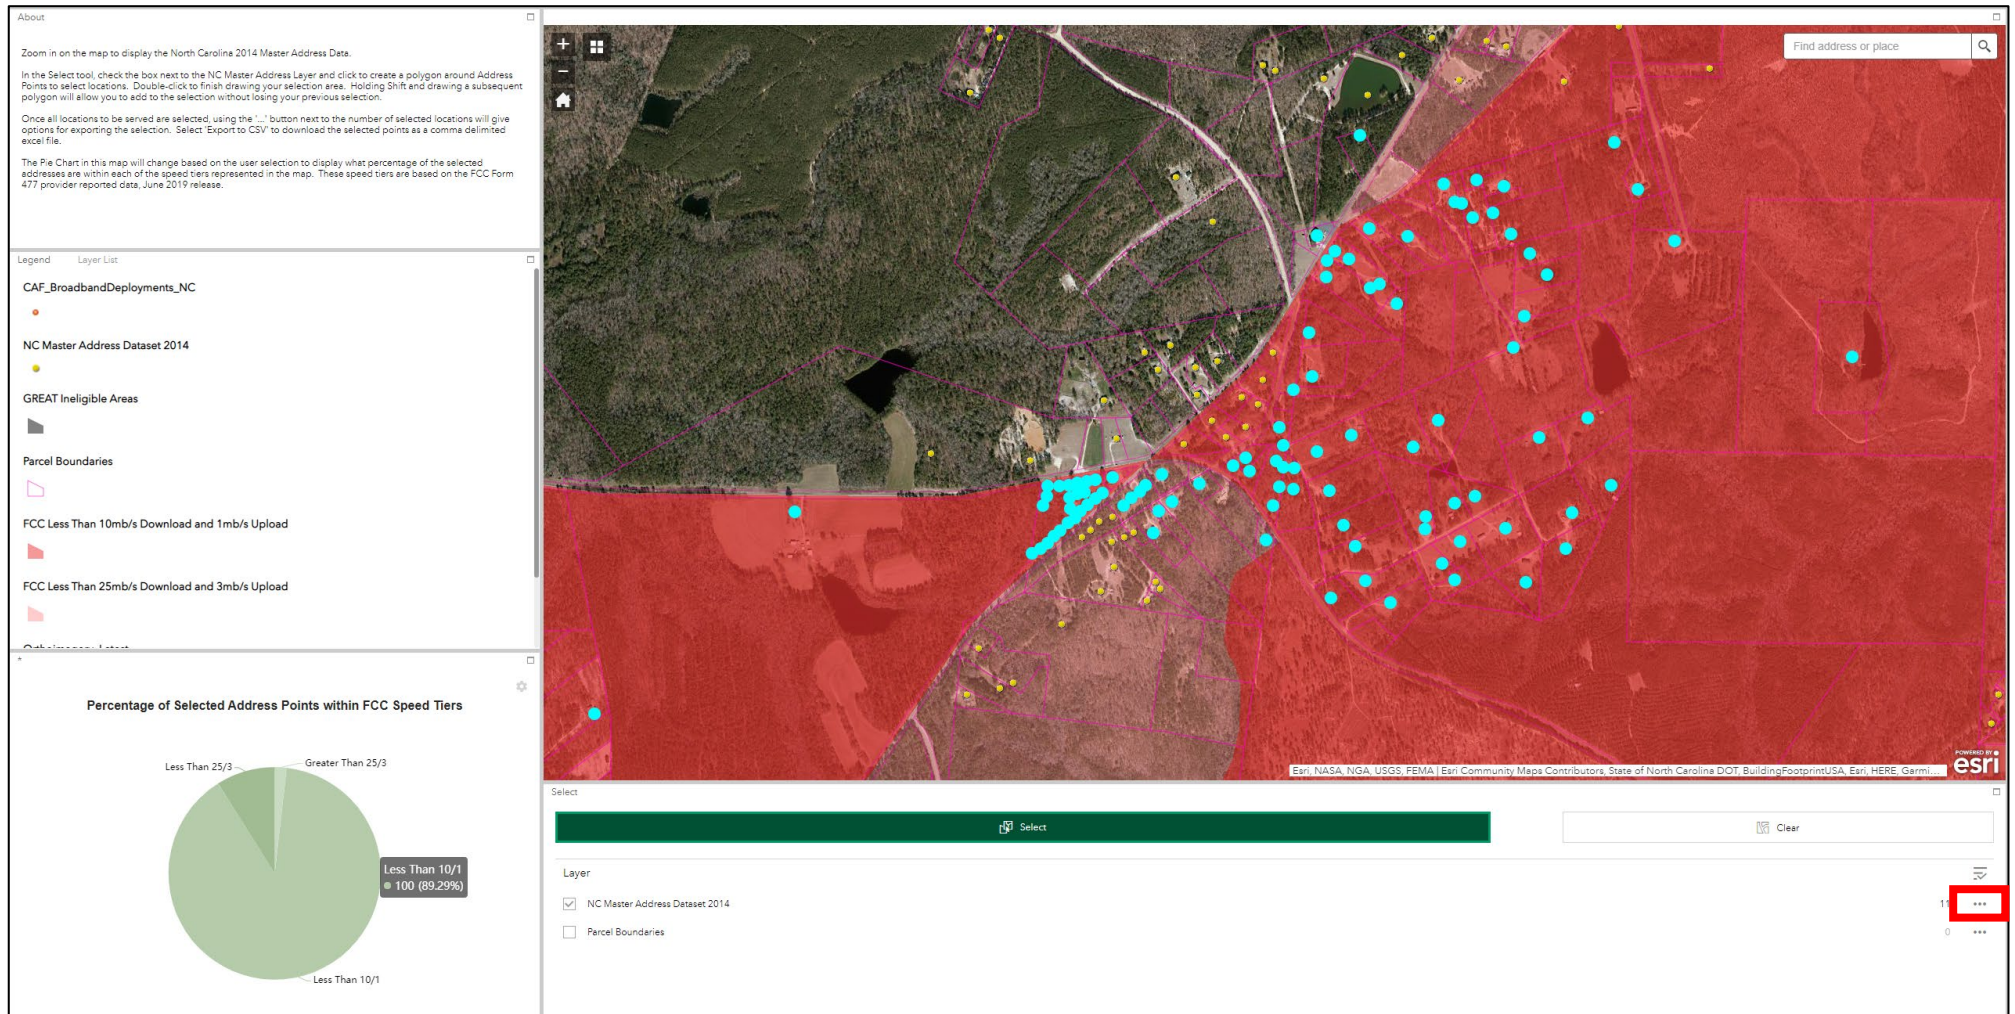 About
Zoom in on the map to display the North Carolina 2014 Master Address Data.
In the Select tool, check the box next to the NC Master Address Layer and click to create a polygon around Address
Points to select locations. Double-click to finish drawing your selection area. Holding Shift and drawing a subsequent
polygon will allow you to add to the selection without losing your previous selection.
Once all locations to be served are selected, using the '...' button next to the number of selected locations will give
options for exporting the selection. Select 'Export to CSV' to download the selected points as a comma delimited
excel file.
The Pie Chart in this map will change based on the user selection to display what percentage of the selected
addresses are within each of the speed tiers represented in the map. These speed tiers are based on the FCC Form
477 provider reported data, June 2019 release.
Legend Layer List
CAF_BroadbandDeployments_NC
NC Master Address Dataset 2014
GREAT Ineligible Areas
Parcel Boundaries
FCC Less Than 10mb/s Download and 1mb/s Upload
FCC Less Than 25mb/s Download and 3mb/s Upload
*
Percentage of Selected Address Points within FCC Speed Tiers
Less Than 25/3
Greater Than 25/3
Less Than 10/1
100 (89.29%)
Less Than 10/1
Find address or place
Esri, NASA, NGA, USGS, FEMA | Esri Community Maps Contributors, State of North Carolina DOT, BuildingFootprintUSA, Esri, HERE, Garmi...
POWERED BY
esri
Select
Select
Clear
Layer
NC Master Address Dataset 2014
11 ...
Parcel Boundaries
0 ...